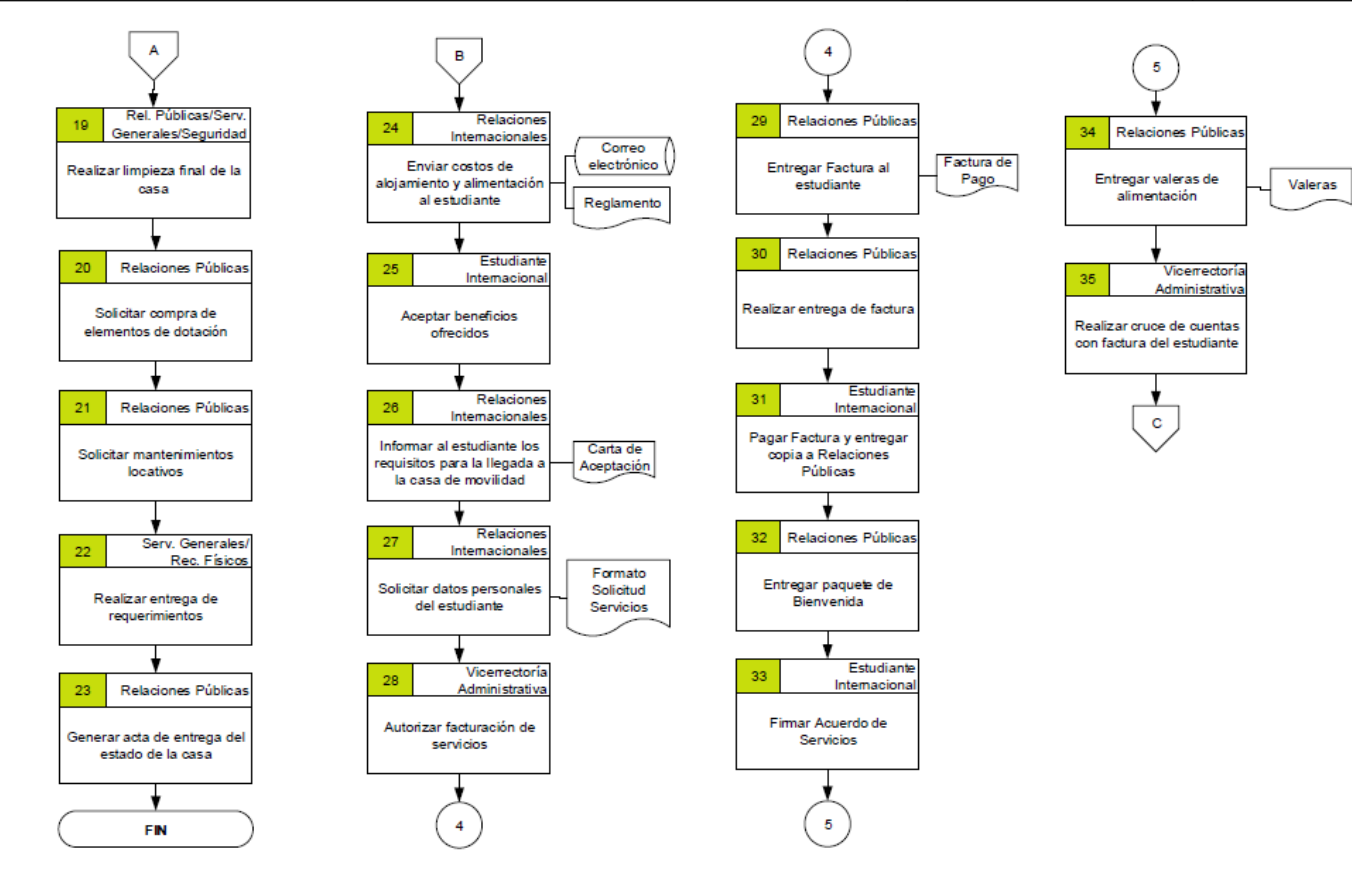 A
19
Rel. Públicas/Serv.
Generales/Seguridad
Realizar limpieza final de la
casa
20
Relaciones Públicas
Solicitar compra de
elementos de dotación
21
Relaciones Públicas
Solicitar mantenimientos
locativos
22
Serv. Generales/
Rec. Físicos
Realizar entrega de
requerimientos
23
Relaciones Públicas
Generar acta de entrega del
estado de la casa
FIN
B
24
Relaciones
Internacionales
Enviar costos de
alojamiento y alimentación
al estudiante
Correo
electrónico
Reglamento
25
Estudiante
Internacional
Aceptar beneficios
ofrecidos
26
Relaciones
Internacionales
Informar al estudiante los
requisitos para la llegada a
la casa de movilidad
Carta de
Aceptación
27
Relaciones
Internacionales
Solicitar datos personales
del estudiante
Formato
Solicitud
Servicios
28
Vicerrectoría
Administrativa
Autorizar facturación de
servicios
4
4
29
Relaciones Públicas
Entregar Factura al
estudiante
Factura de
Pago
30
Relaciones Públicas
Realizar entrega de factura
31
Estudiante
Internacional
Pagar Factura y entregar
copia a Relaciones
Públicas
32
Relaciones Públicas
Entregar paquete de
Bienvenida
33
Estudiante
Internacional
Firmar Acuerdo de
Servicios
5
5
34
Relaciones Públicas
Entregar valeras de
alimentación
Valeras
35
Vicerrectoría
Administrativa
Realizar cruce de cuentas
con factura del estudiante
C